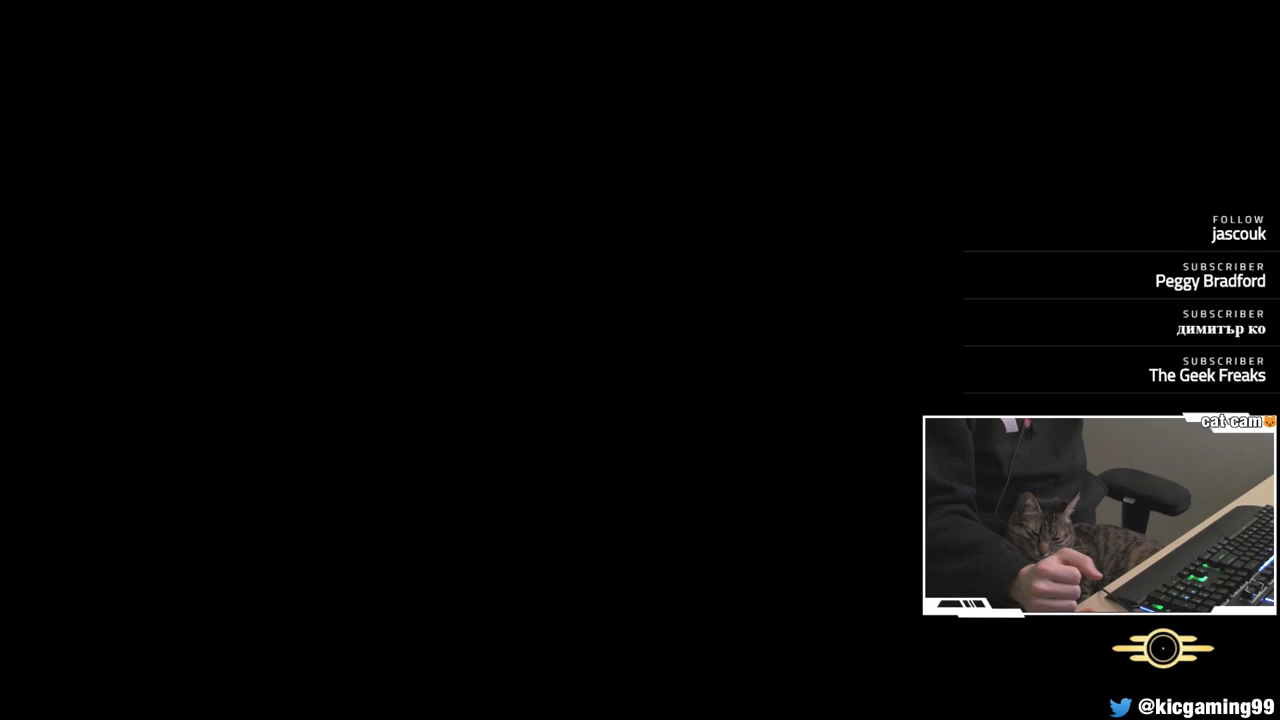 FOLLOW
jascouk
SUBSCRIBER
Peggy Bradford
SUBSCRIBER
димитър ко
SUBSCRIBER
The Geek Freaks
cat cam
@kicgaming99